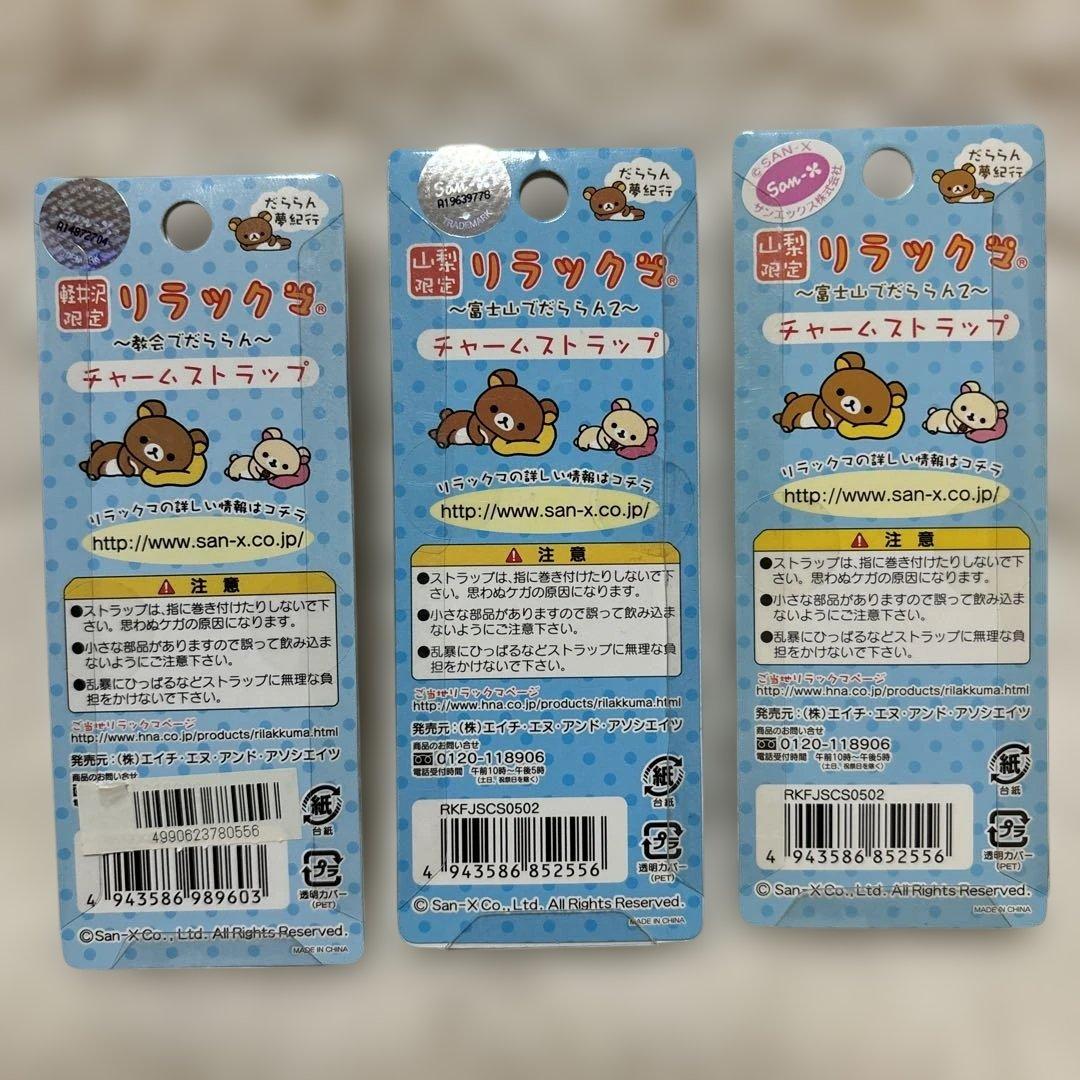 A14872704
だららん
夢紀行
軽井沢
限定
リラックマ®
～教会でだららん～
チャームストラップ
リラックマの詳しい情報はコチラ
http://www.san-x.co.jp/
注 意
●ストラップは、指に巻き付けたりしないで下
さい。思わぬケガの原因になります。
●小さな部品がありますので誤って飲み込ま
ないようにご注意下さい。
●乱暴にひっぱるなどストラップに無理な負
担をかけないで下さい。
ご当地リラックマページ
http://www.hna.co.jp/products/rilakkuma.html
発売元：(株)エイチ・エヌ・アンド・アソシエイツ
商品のお問い合せ
4990623780556
紙
台紙
4 943586 989603
プラ
透明カバー
(PET)
©San-X Co., Ltd. All Rights Reserved.
MADE IN CHINA
San-X
A19639778
TRADEMARK
だららん
夢紀行
山梨
限定
リラックマ®
～富士山でだららん2～
チャームストラップ
リラックマの詳しい情報はコチラ
http://www.san-x.co.jp/
注 意
●ストラップは、指に巻き付けたりしないで下
さい。思わぬケガの原因になります。
●小さな部品がありますので誤って飲み込ま
ないようにご注意下さい。
●乱暴にひっぱるなどストラップに無理な負
担をかけないで下さい。
ご当地リラックマページ
http://www.hna.co.jp/products/rilakkuma.html
発売元：(株)エイチ・エヌ・アンド・アソシエイツ
商品のお問い合せ
0120-118906
電話受付時間 午前10時～午後5時
(土日、祝祭日を除く)
RKFJSCS0502
紙
台紙
4 943586 852556
プラ
透明カバー
(PET)
© San-X Co., Ltd. All Rights Reserved.
MADE IN CHINA
©SAN-X
San-X
サンエックス株式会社
だららん
夢紀行
山梨
限定
リラックマ®
～富士山でだららん2～
チャームストラップ
リラックマの詳しい情報はコチラ
http://www.san-x.co.jp/
注 意
●ストラップは、指に巻き付けたりしないで下
さい。思わぬケガの原因になります。
●小さな部品がありますので誤って飲み込ま
ないようにご注意下さい。
●乱暴にひっぱるなどストラップに無理な負
担をかけないで下さい。
ご当地リラックマページ
http://www.hna.co.jp/products/rilakkuma.html
発売元：(株)エイチ・エヌ・アンド・アソシエイツ
商品のお問い合せ
0120-118906
電話受付時間 午前10時～午後5時
(土日、祝祭日を除く)
RKFJSCS0502
紙
台紙
4 943586 852556
プラ
透明カバー
(PET)
© San-X Co., Ltd. All Rights Reserved.
MADE IN CHINA